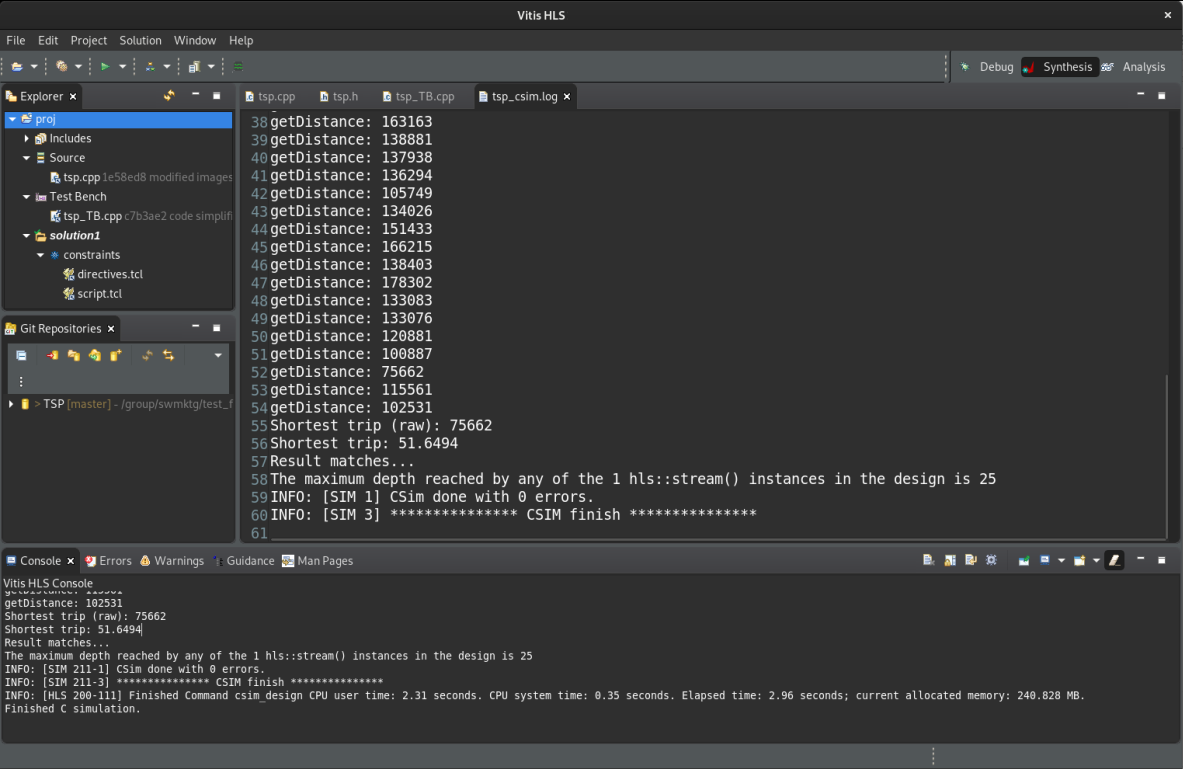 Vitis HLS
File Edit Project Solution Window Help
Debug Synthesis Analysis
Explorer
proj
Includes
Source
tsp.cpp 1e58ed8 modified images
Test Bench
tsp_TB.cpp c7b3ae2 code simplifi
solution1
constraints
directives.tcl
script.tcl
Git Repositories
> TSP [master] - /group/swmktg/test_f
tsp.cpp tsp.h tsp_TB.cpp tsp_csim.log
38 getDistance: 163163
39 getDistance: 138881
40 getDistance: 137938
41 getDistance: 136294
42 getDistance: 105749
43 getDistance: 134026
44 getDistance: 151433
45 getDistance: 166215
46 getDistance: 138403
47 getDistance: 178302
48 getDistance: 133083
49 getDistance: 133076
50 getDistance: 120881
51 getDistance: 100887
52 getDistance: 75662
53 getDistance: 115561
54 getDistance: 102531
55 Shortest trip (raw): 75662
56 Shortest trip: 51.6494
57 Result matches...
58 The maximum depth reached by any of the 1 hls::stream() instances in the design is 25
59 INFO: [SIM 1] CSim done with 0 errors.
60 INFO: [SIM 3] *************** CSIM finish ***************
61
Console Errors Warnings Guidance Man Pages
Vitis HLS Console
getDistance: 115561
getDistance: 102531
Shortest trip (raw): 75662
Shortest trip: 51.6494
Result matches...
The maximum depth reached by any of the 1 hls::stream() instances in the design is 25
INFO: [SIM 211-1] CSim done with 0 errors.
INFO: [SIM 211-3] *************** CSIM finish ***************
INFO: [HLS 200-111] Finished Command csim_design CPU user time: 2.31 seconds. CPU system time: 0.35 seconds. Elapsed time: 2.96 seconds; current allocated memory: 240.828 MB.
Finished C simulation.